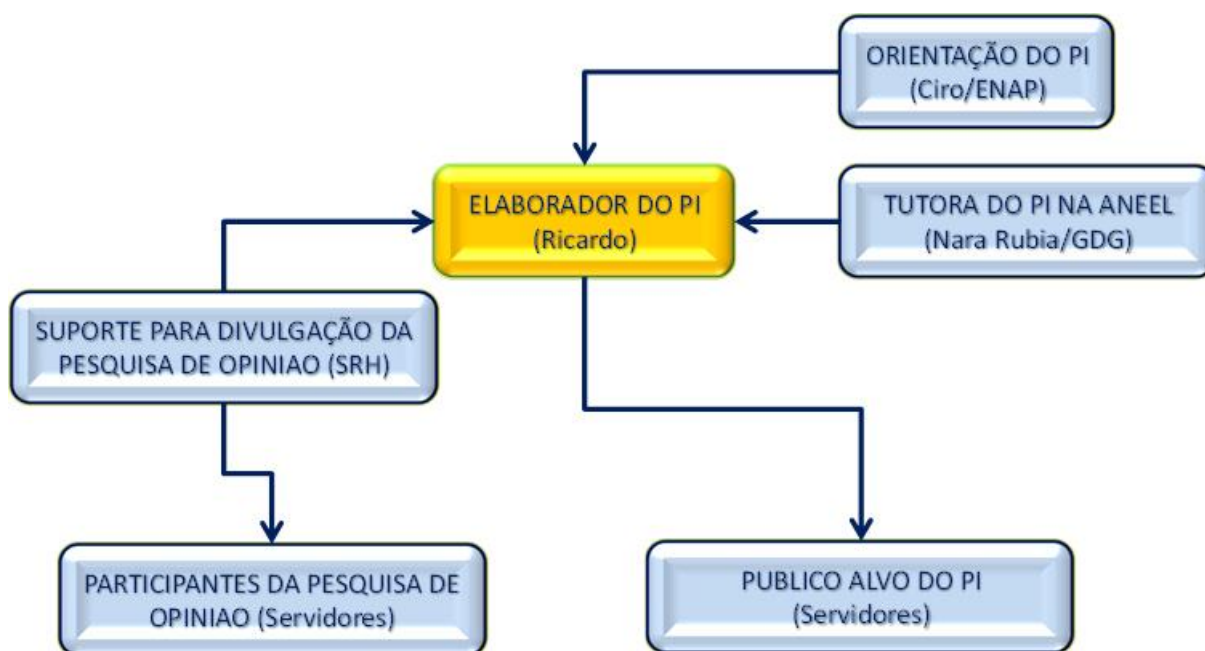 ORIENTAÇÃO DO PI
(Ciro/ENAP)
ELABORADOR DO PI
(Ricardo)
TUTORA DO PI NA ANEEL
(Nara Rubia/GDG)
SUPORTE PARA DIVULGAÇÃO DA
PESQUISA DE OPINIAO (SRH)
PARTICIPANTES DA PESQUISA DE
OPINIAO (Servidores)
PUBLICO ALVO DO PI
(Servidores)